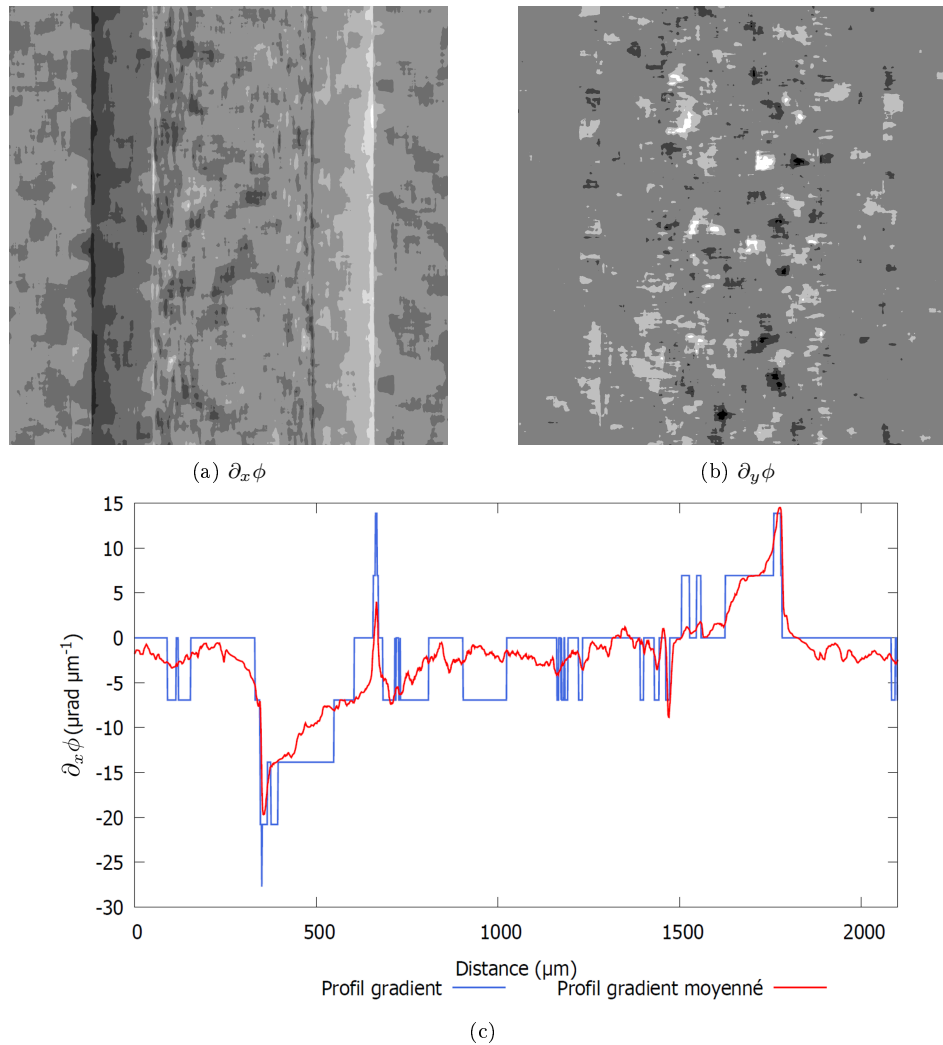 (a) ∂ₓϕ
(b) ∂ᵧϕ
15
10
5
0
-5
-10
-15
-20
-25
-30
∂ₓϕ (µrad µm⁻¹)
0 500 1000 1500 2000
Distance (µm)
Profil gradient Profil gradient moyenné
(c)